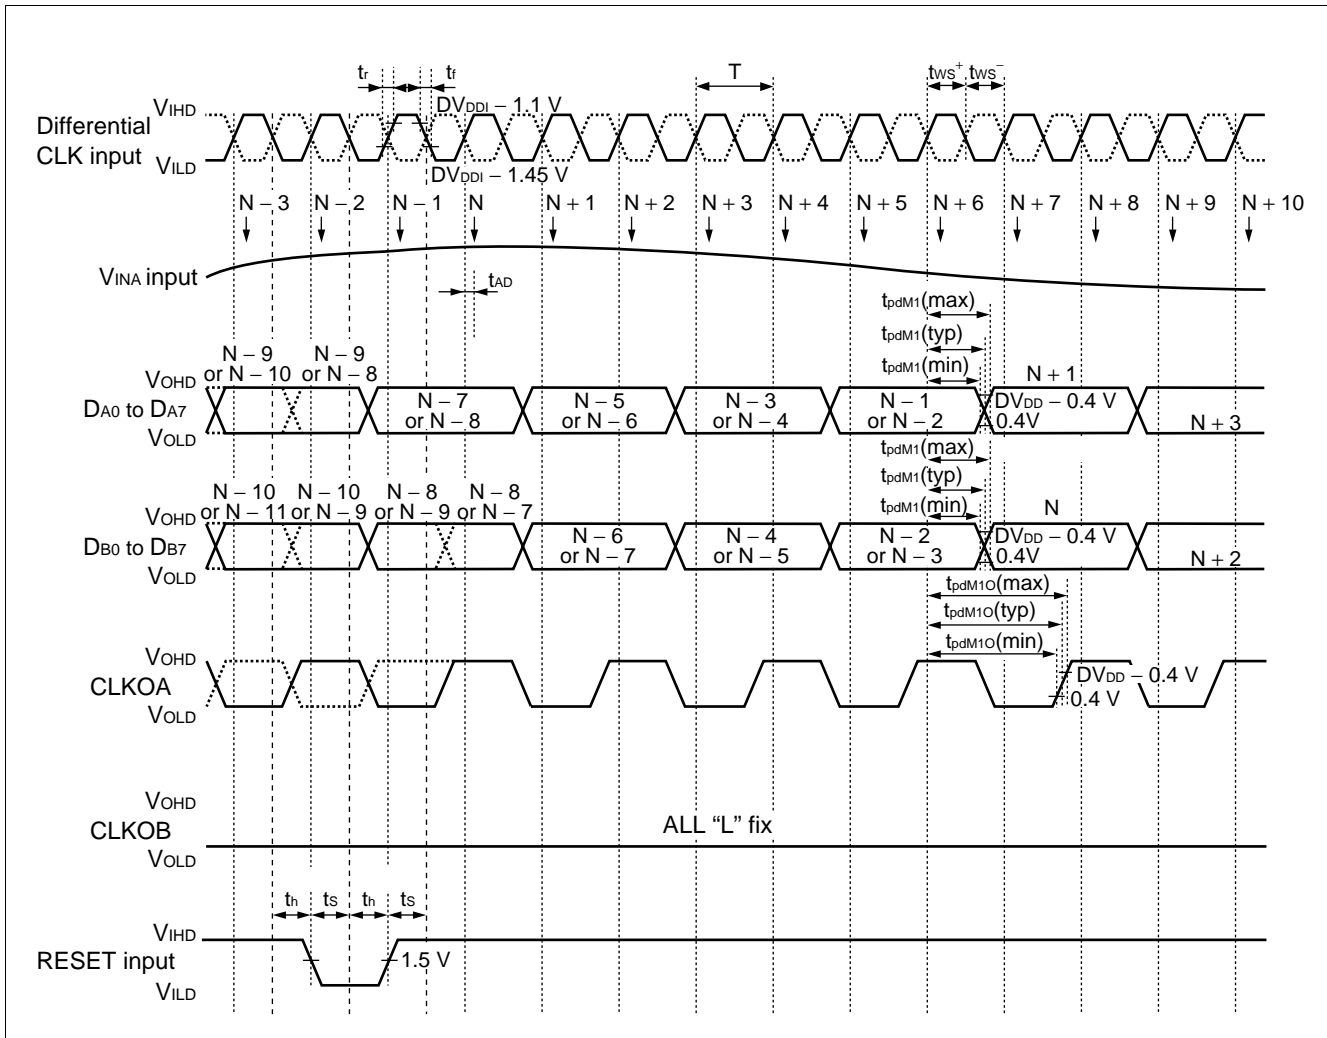 tr tf T tWS+ tWS−
VIHD DVDDI − 1.1 V
Differential
CLK input
VILD DVDDI − 1.45 V
N − 3 N − 2 N − 1 N N + 1 N + 2 N + 3 N + 4 N + 5 N + 6 N + 7 N + 8 N + 9 N + 10
VINA input
tAD
tpdM1(max)
tpdM1(typ)
tpdM1(min)
N − 9 N − 9
or N − 10 or N − 8
VOHD N + 1
DA0 to DA7 N − 7 N − 5 N − 3 N − 1 DVDD − 0.4 V
or N − 8 or N − 6 or N − 4 or N − 2 0.4V N + 3
VOLD
tpdM1(max)
tpdM1(typ)
tpdM1(min)
N − 10 N − 10 N − 8 N − 8
or N − 11 or N − 9 or N − 9 or N − 7
VOHD N
DB0 to DB7 N − 6 N − 4 N − 2 DVDD − 0.4 V
or N − 7 or N − 5 or N − 3 0.4V N + 2
VOLD
tpdM1O(max)
tpdM1O(typ)
tpdM1O(min)
VOHD
CLKOA DVDD − 0.4 V
VOLD 0.4 V
VOHD
CLKOB ALL “L” fix
VOLD
th tS th tS
VIHD
RESET input 1.5 V
VILD